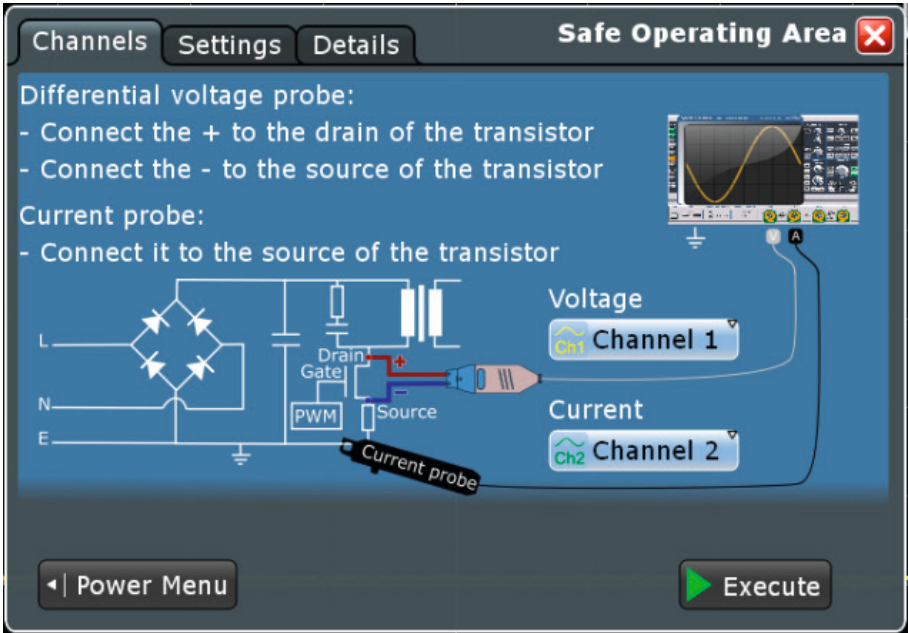 Channels
Settings
Details
Safe Operating Area
Differential voltage probe:
- Connect the + to the drain of the transistor
- Connect the - to the source of the transistor
Current probe:
- Connect it to the source of the transistor
V
A
Voltage
Ch1
Channel 1
L
Drain
+
Gate
-
N
PWM
Source
Current
Ch2
Channel 2
E
Current probe
Power Menu
Execute